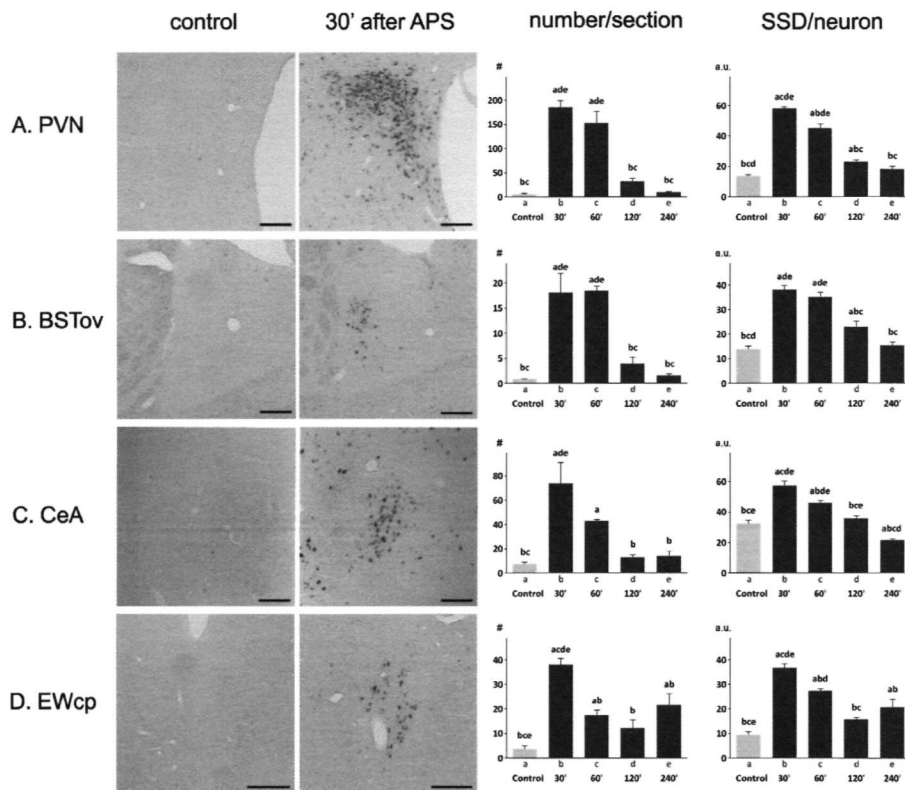 control 30' after APS number/section SSD/neuron
A. PVN
#
200
150
100
50
0
bc ade ade bc bc
a b c d e
Control 30' 60' 120' 240'
a.u.
60
40
20
0
bcd acde abde abc bc
a b c d e
Control 30' 60' 120' 240'
B. BSTov
#
20
15
10
5
0
bc ade ade bc bc
a b c d e
Control 30' 60' 120' 240'
a.u.
40
30
20
10
0
bcd ade ade abc bc
a b c d e
Control 30' 60' 120' 240'
C. CeA
#
80
60
40
20
0
bc ade a b b
a b c d e
Control 30' 60' 120' 240'
a.u.
60
40
20
0
bce acde abde bce abcd
a b c d e
Control 30' 60' 120' 240'
D. EWcp
#
40
30
20
10
0
bce acde ab b ab
a b c d e
Control 30' 60' 120' 240'
a.u.
40
30
20
10
0
bce acde abd bc ab
a b c d e
Control 30' 60' 120' 240'